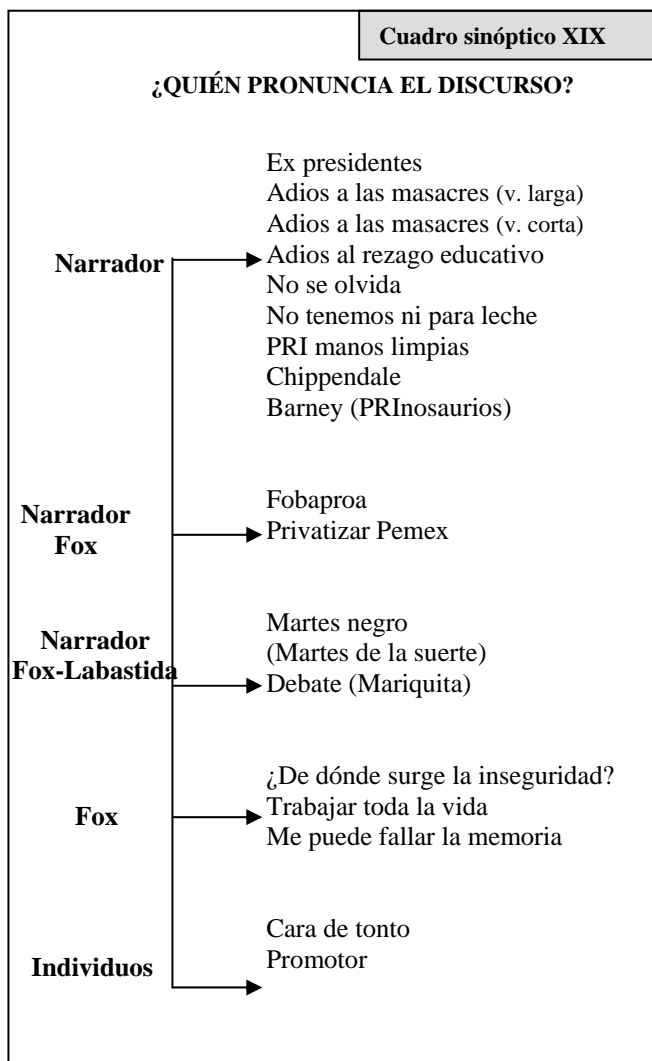 Cuadro sinóptico XIX
¿QUIÉN PRONUNCIA EL DISCURSO?
Narrador
Ex presidentes
Adios a las masacres (v. larga)
Adios a las masacres (v. corta)
Adios al rezago educativo
No se olvida
No tenemos ni para leche
PRI manos limpias
Chippendale
Barney (PRInosaurios)
Narrador
Fox
Fobaproa
Privatizar Pemex
Narrador
Fox-Labastida
Martes negro
(Martes de la suerte)
Debate (Mariquita)
Fox
¿De dónde surge la inseguridad?
Trabajar toda la vida
Me puede fallar la memoria
Individuos
Cara de tonto
Promotor